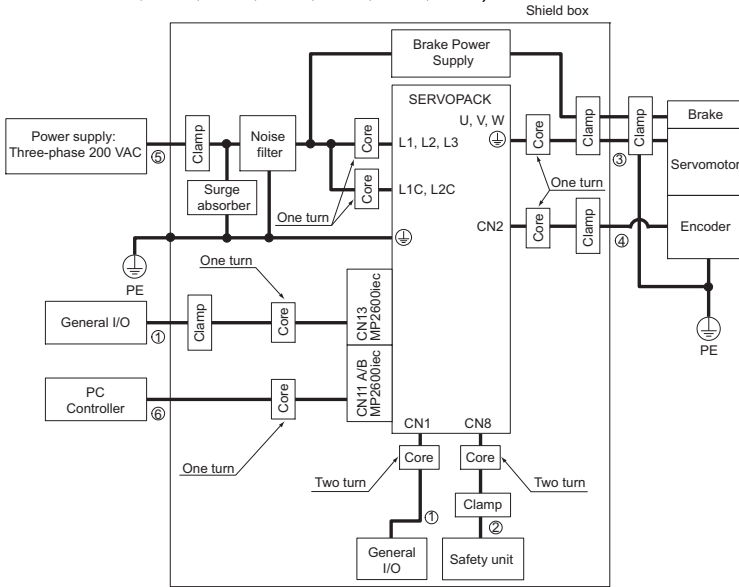 Shield box
Brake Power
Supply
SERVOPACK
U, V, W
Power supply:
Three-phase 200 VAC
⑤
Clamp
Noise
filter
Core
L1, L2, L3
Core
Clamp
Clamp
③
Brake
Servomotor
Surge
absorber
One turn
Core
L1C, L2C
One turn
CN2
Core
Clamp
④
Encoder
PE
PE
One turn
General I/O
①
Clamp
Core
CN13
MP2600iec
PC
Controller
⑥
Core
CN11 A/B
MP2600iec
One turn
CN1
CN8
Two turn
Core
Core
Two turn
Clamp
①
②
General
I/O
Safety unit